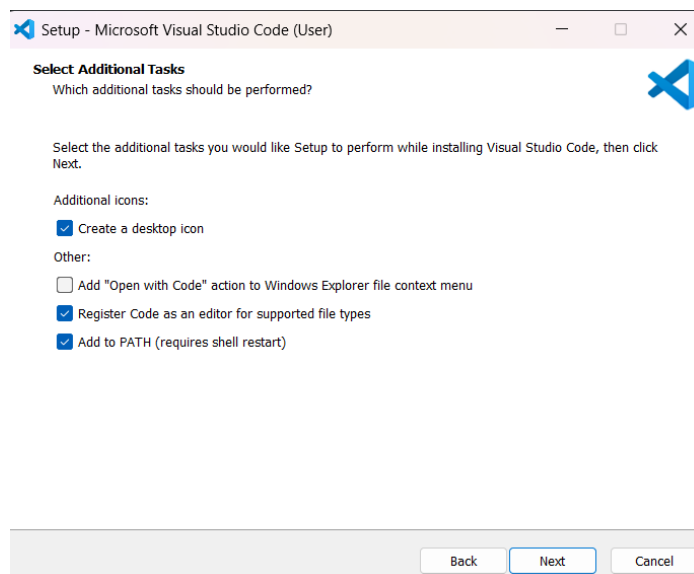 Setup - Microsoft Visual Studio Code (User)
Select Additional Tasks
Which additional tasks should be performed?
Select the additional tasks you would like Setup to perform while installing Visual Studio Code, then click
Next.
Additional icons:
Create a desktop icon
Other:
Add "Open with Code" action to Windows Explorer file context menu
Register Code as an editor for supported file types
Add to PATH (requires shell restart)
Back Next Cancel